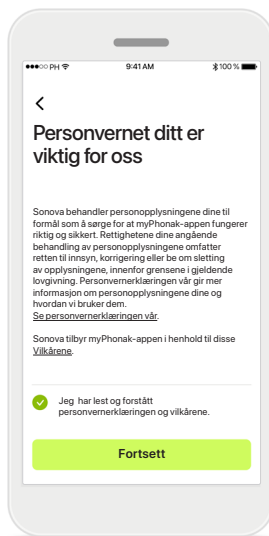 PH 9:41 AM 100 %
Personvernet ditt er
viktig for oss
Sonova behandler personopplysningene dine til
formål som å sørge for at myPhonak-appen fungerer
riktig og sikkert. Rettighetene dine angående
behandling av personopplysningene omfatter
retten til innsyn, korrigering eller be om sletting
av opplysningene, innenfor grensene i gjeldende
lovgivning. Personvernerklæringen vår gir mer
informasjon om personopplysningene dine og
hvordan vi bruker dem.
Se personvernerklæringen vår.
Sonova tilbyr myPhonak-appen i henhold til disse
Vilkårene.
Jeg har lest og forstått
personvernerklæringen og vilkårene.
Fortsett